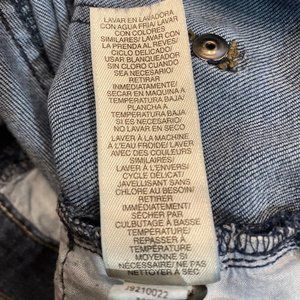 LAVAR EN LAVADORA
CON AGUA FRIA/ LAVAR
CON COLORES
SIMILARES/ LAVAR CON
LA PRENDA AL REVES/
CICLO DELICADO/
USAR BLANQUEADOR
SIN CLORO CUANDO
SEA NECESARIO/
RETIRAR
INMEDIATAMENTE/
SECAR EN MAQUINA A
TEMPERATURA BAJA/
PLANCHA A
TEMPERATURA BAJA
SI ES NECESARIO/
NO LAVAR EN SECO
LAVER À LA MACHINE
À L'EAU FROIDE/ LAVER
AVEC DES COULEURS
SIMILAIRES/
LAVER À L'ENVERS/
CYCLE DÉLICAT/
JAVELLISANT SANS
CHLORE AU BESOIN/
RETIRER
IMMÉDIATEMENT/
SÉCHER PAR
CULBUTAGE À BASSE
TEMPÉRATURE/
REPASSER À
TEMPÉRATURE
MOYENNE SI
NÉCESSAIRE/ NE PAS
NETTOYER À SEC
39210022